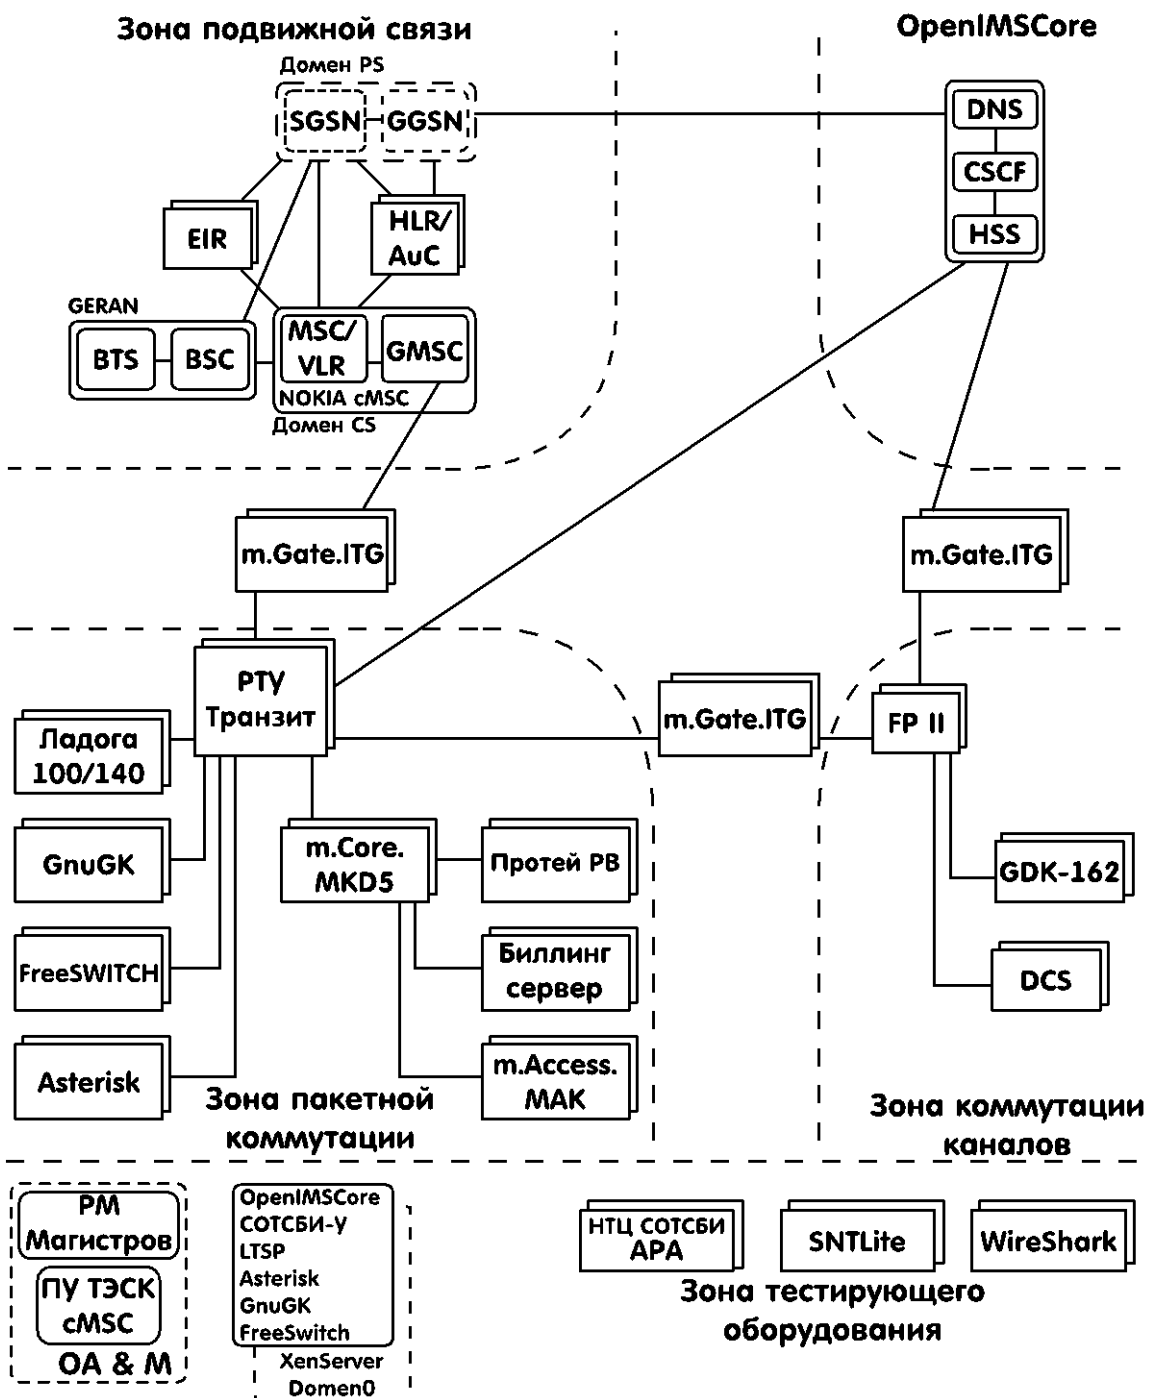 Зона подвижной связи
OpenIMSCore
Домен PS
SGSN
GGSN
DNS
CSCF
HSS
EIR
HLR/
AuC
GERAN
BTS
BSC
MSC/
VLR
GMSC
NOKIA cMSC
Домен CS
m.Gate.ITG
m.Gate.ITG
РТУ
Транзит
m.Gate.ITG
FP II
Ладога
100/140
GnuGK
m.Core.
MKD5
Протей РВ
GDK-162
FreeSWITCH
Биллинг
сервер
DCS
Asterisk
m.Access.
MAK
Зона пакетной
коммутации
Зона коммутации
каналов
РМ
Магистров
ПУ ТЭСК
cMSC
OA & M
OpenIMSCore
СОТСБИ-У
LTSP
Asterisk
GnuGK
FreeSwitch
XenServer
Domen0
НТЦ СОТСБИ
APA
SNTLite
WireShark
Зона тестирующего
оборудования